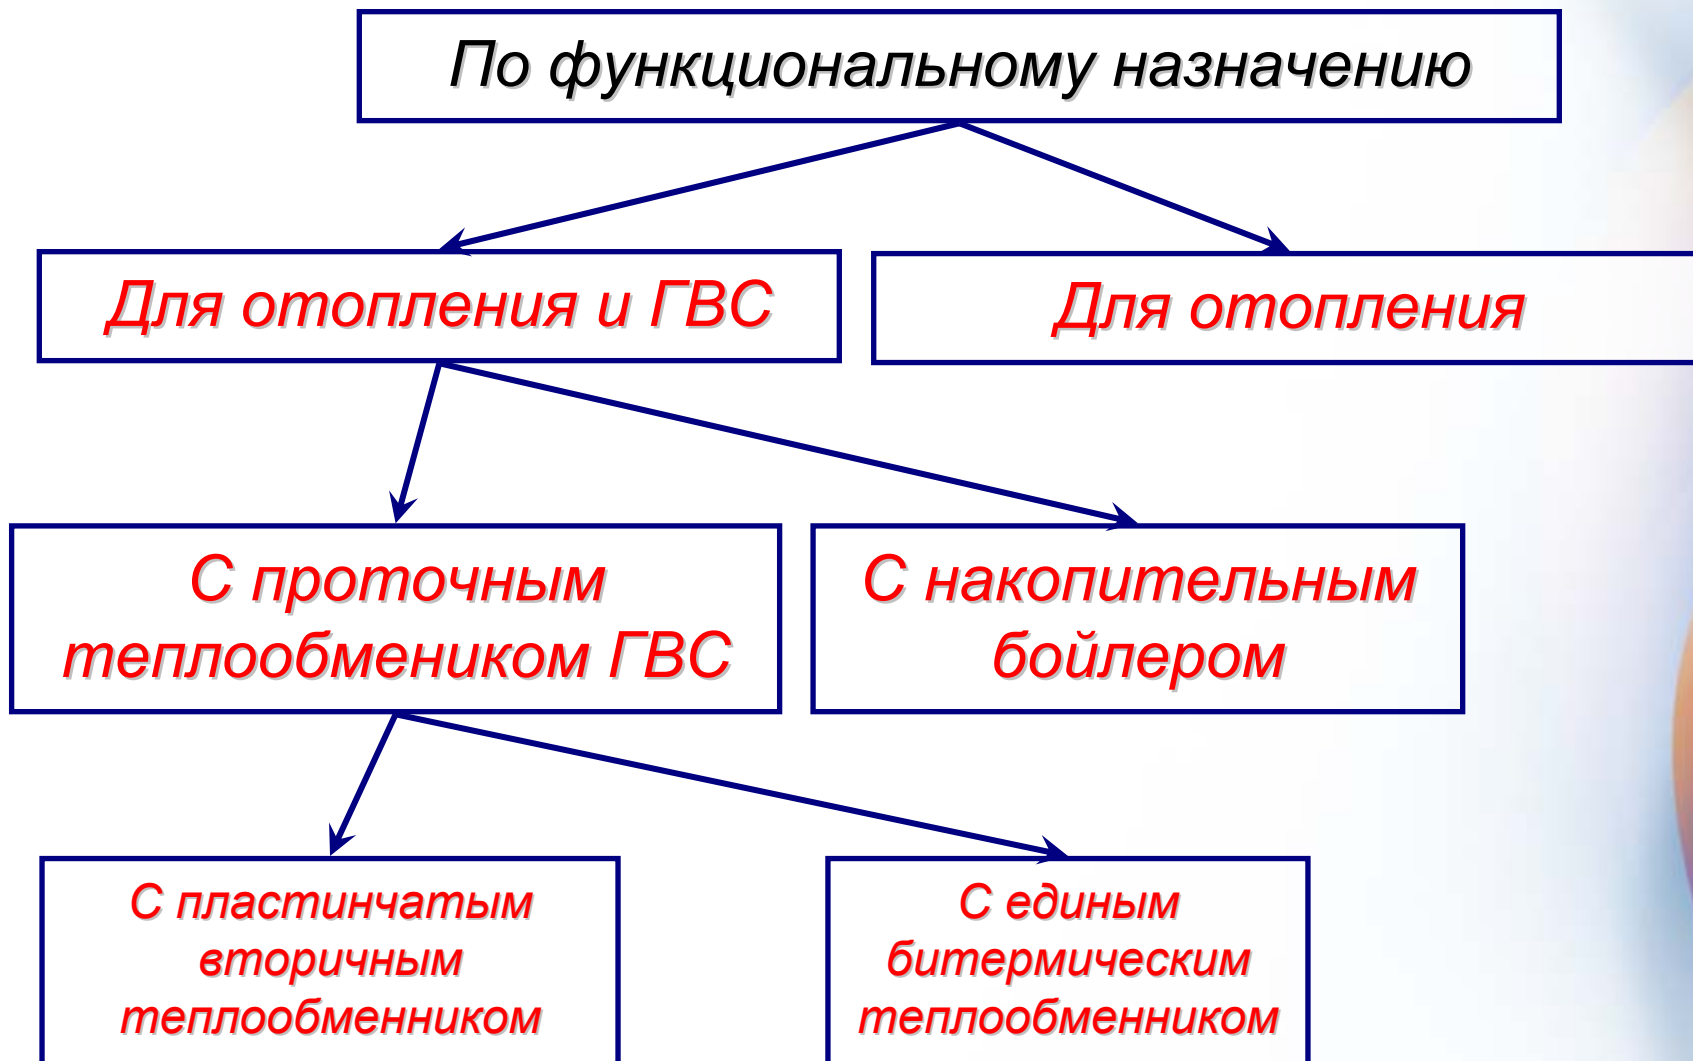 По функциональному назначению
Для отопления и ГВС
Для отопления
С проточным
теплообмеником ГВС
С накопительным
бойлером
С пластинчатым
вторичным
теплообменником
С единым
битермическим
теплообменником